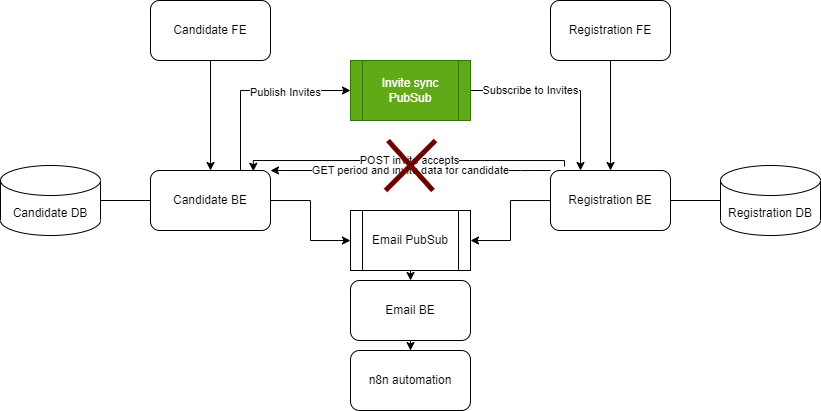 Candidate FE
Registration FE
Invite sync
PubSub
Publish Invites
Subscribe to Invites
POST invite accepts
GET period and invite data for candidate
Candidate DB
Candidate BE
Registration BE
Registration DB
Email PubSub
Email BE
n8n automation